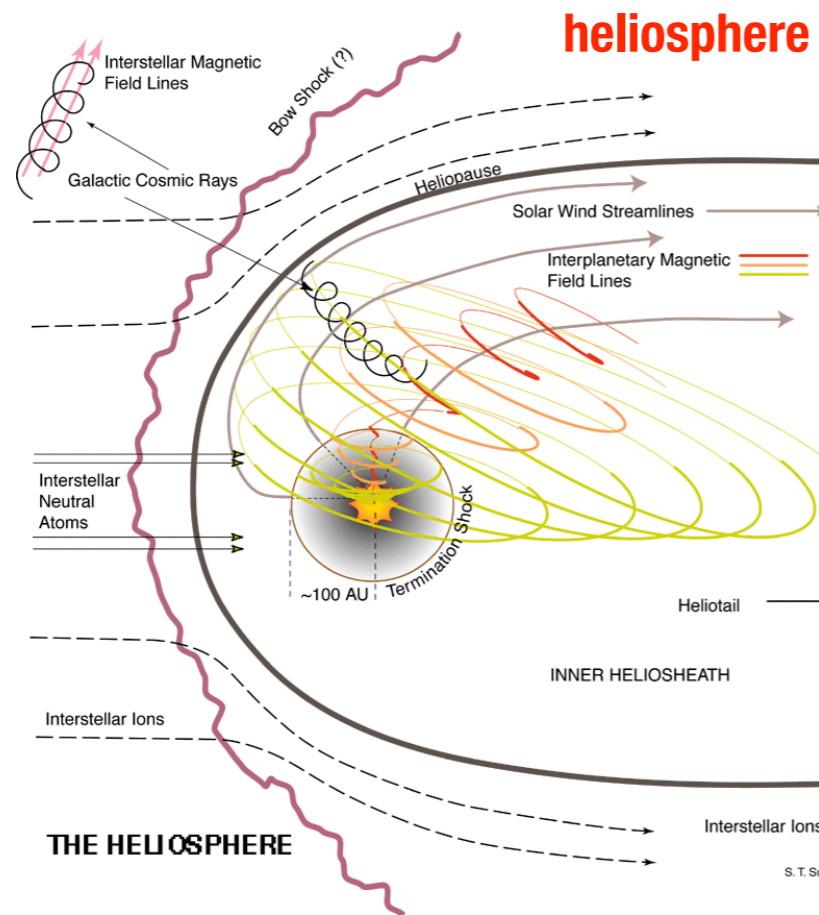 heliosphere
Interstellar Magnetic
Field Lines
Bow Shock (?)
Galactic Cosmic Rays
Heliopause
Solar Wind Streamlines
Interplanetary Magnetic
Field Lines
Interstellar
Neutral
Atoms
Termination Shock
~100 AU
Heliotail
INNER HELIOSHEATH
Interstellar Ions
THE HELIOSPHERE
Interstellar Ions
S. T.